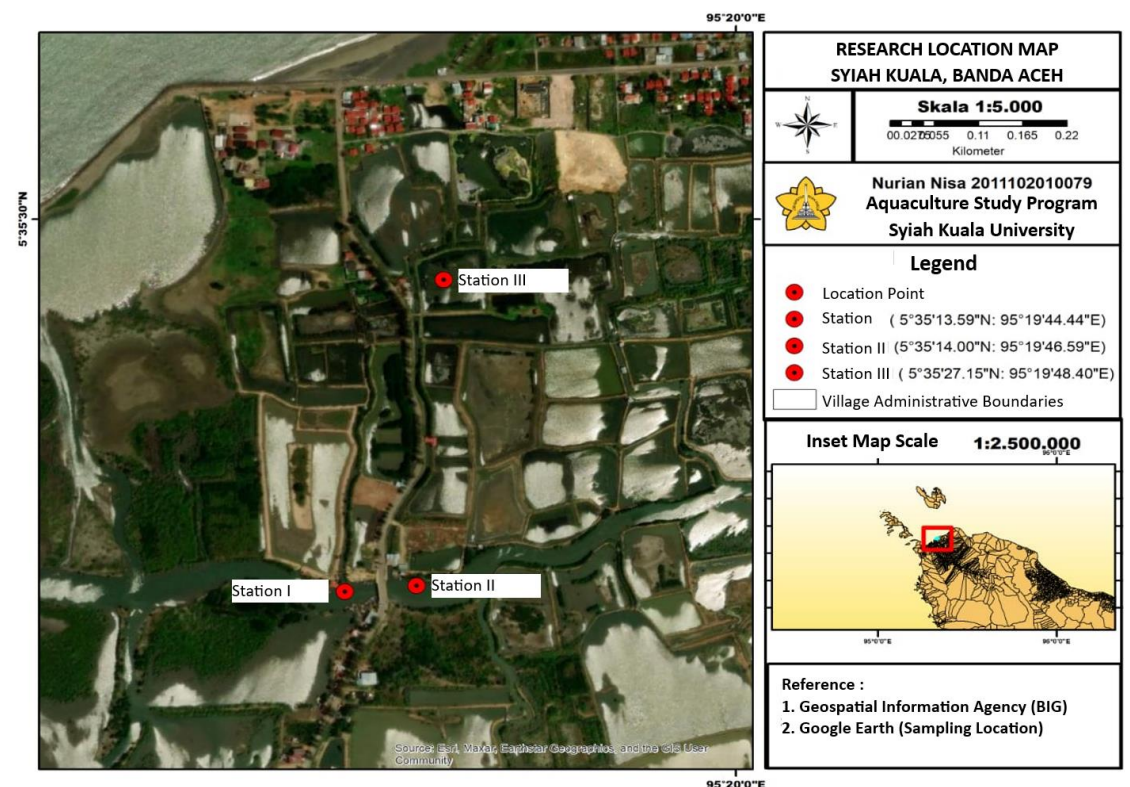 95°20'0"E
5°35'30"N
Station III
Station I
Station II
Source: Esri, Maxar, Earthstar Geographics, and the GIS User
Community
95°20'0"E
RESEARCH LOCATION MAP
SYIAH KUALA, BANDA ACEH
N
W E
S
Skala 1:5.000
0.11 0.165 0.22
Kilometer
Nurian Nisa 2011102010079
Aquaculture Study Program
Syiah Kuala University
Legend
Location Point
Station ( 5°35'13.59"N: 95°19'44.44"E)
Station II (5°35'14.00"N: 95°19'46.59"E)
Station III ( 5°35'27.15"N: 95°19'48.40"E)
Village Administrative Boundaries
Inset Map Scale 1:2.500.000
96°0'0"E
95°0'0"E 96°0'0"E
Reference :
1. Geospatial Information Agency (BIG)
2. Google Earth (Sampling Location)